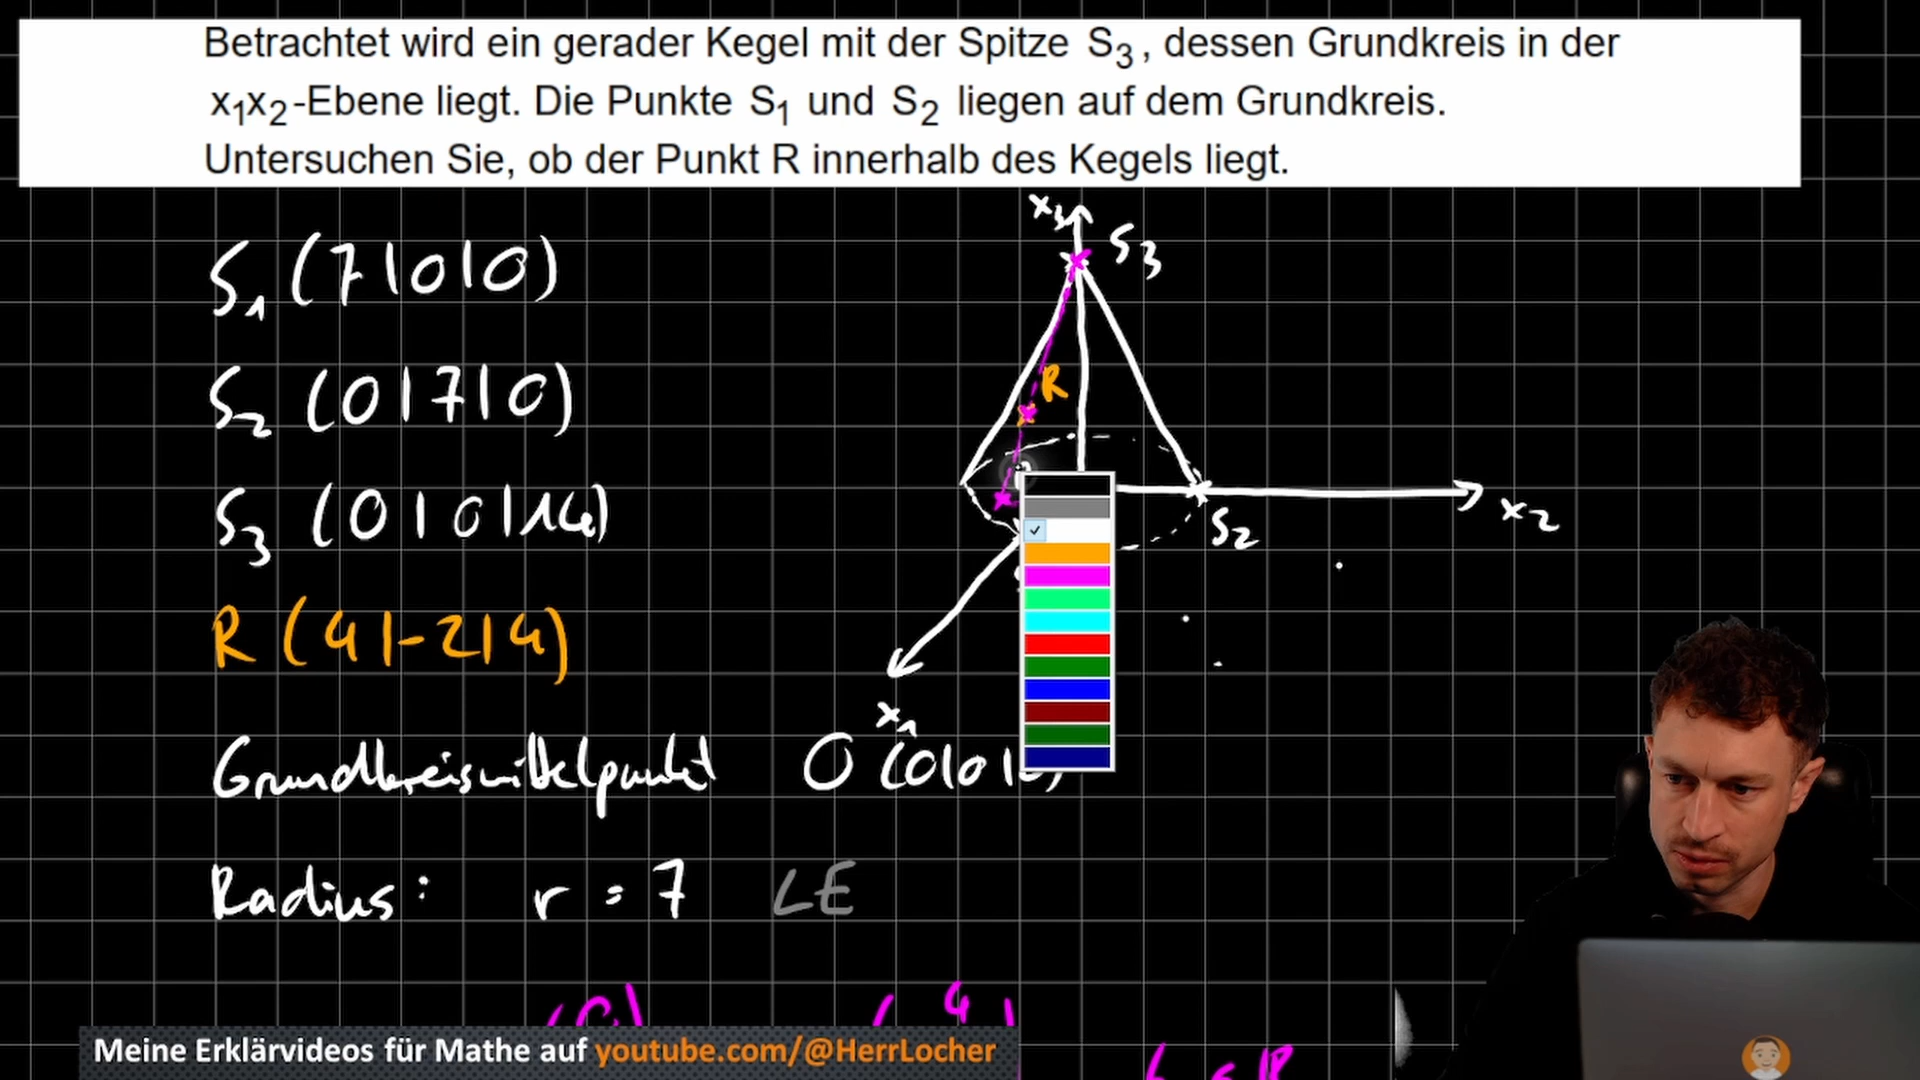 Betrachtet wird ein gerader Kegel mit der Spitze S₃, dessen Grundkreis in der
x₁x₂-Ebene liegt. Die Punkte S₁ und S₂ liegen auf dem Grundkreis.
Untersuchen Sie, ob der Punkt R innerhalb des Kegels liegt.
x₃
S₃
S₁ (7|0|0)
R
S₂ (0|7|0)
S₃ (0|0|14)
x₂
S₂
R (4|-2|4)
x₁
Grundkreismittelpunkt O (0|0|
Radius: r = 7 LE
4
Meine Erklärvideos für Mathe auf youtube.com/@HerrLocher